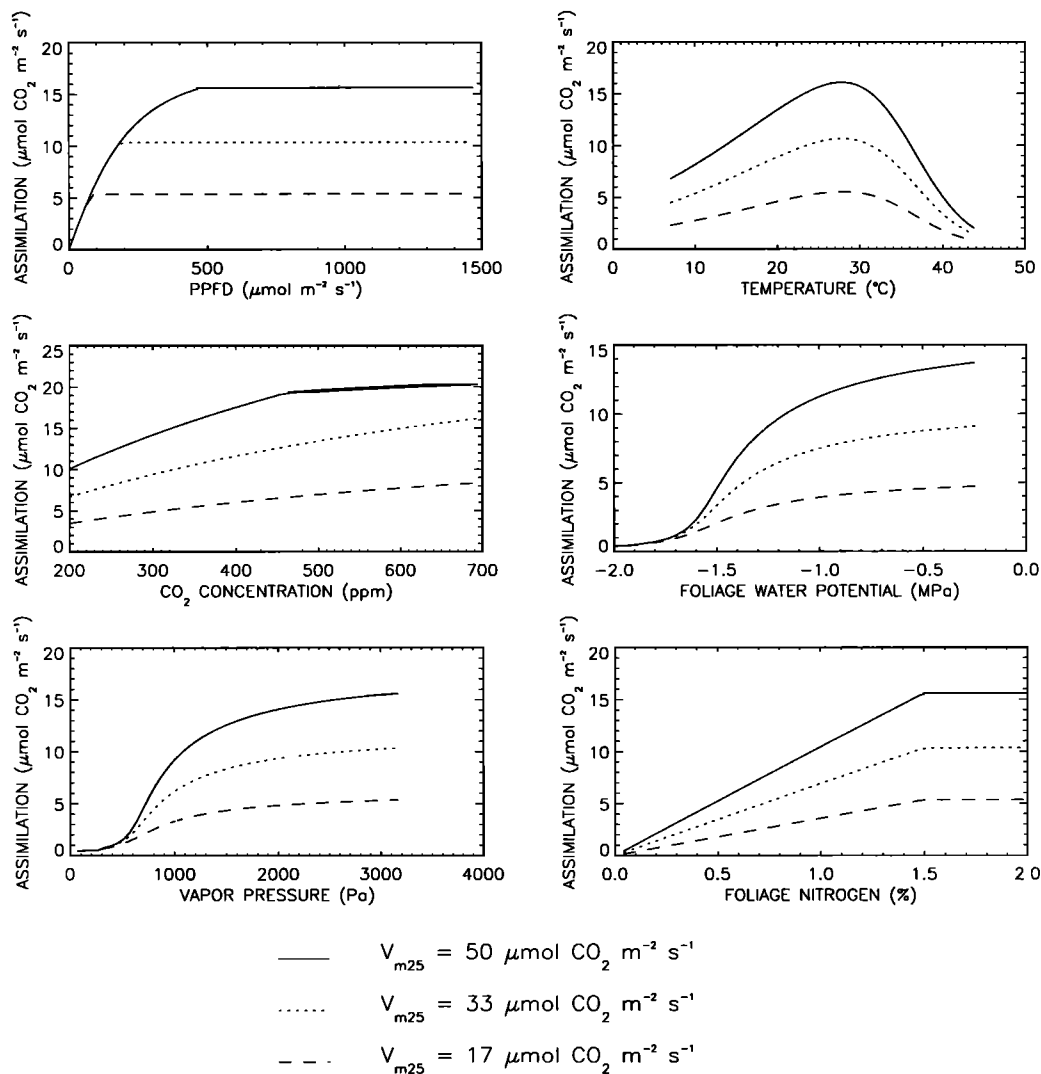 ASSIMILATION (μmol CO₂ m⁻² s⁻¹)
20
15
10
5
0
0 500 1000 1500
PPFD (μmol m⁻² s⁻¹)
ASSIMILATION (μmol CO₂ m⁻² s⁻¹)
20
15
10
5
0
0 10 20 30 40 50
TEMPERATURE (°C)
ASSIMILATION (μmol CO₂ m⁻² s⁻¹)
25
20
15
10
5
0
200 300 400 500 600 700
CO₂ CONCENTRATION (ppm)
ASSIMILATION (μmol CO₂ m⁻² s⁻¹)
15
10
5
0
−2.0 −1.5 −1.0 −0.5 0.0
FOLIAGE WATER POTENTIAL (MPa)
ASSIMILATION (μmol CO₂ m⁻² s⁻¹)
20
15
10
5
0
0 1000 2000 3000 4000
VAPOR PRESSURE (Pa)
ASSIMILATION (μmol CO₂ m⁻² s⁻¹)
20
15
10
5
0
0.0 0.5 1.0 1.5 2 0
FOLIAGE NITROGEN (%)
V_m25 = 50 μmol CO₂ m⁻² s⁻¹
V_m25 = 33 μmol CO₂ m⁻² s⁻¹
V_m25 = 17 μmol CO₂ m⁻² s⁻¹